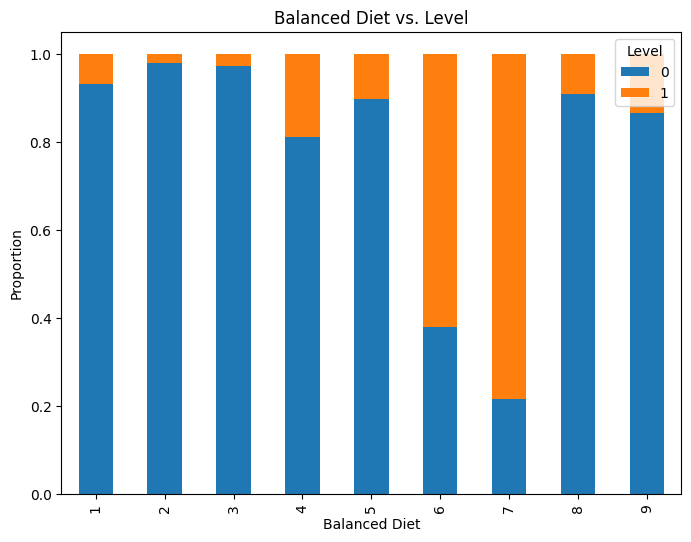 Balanced Diet vs. Level
Level
0
1
Proportion
1.0
0.8
0.6
0.4
0.2
0.0
1 2 3 4 5 6 7 8 9
Balanced Diet